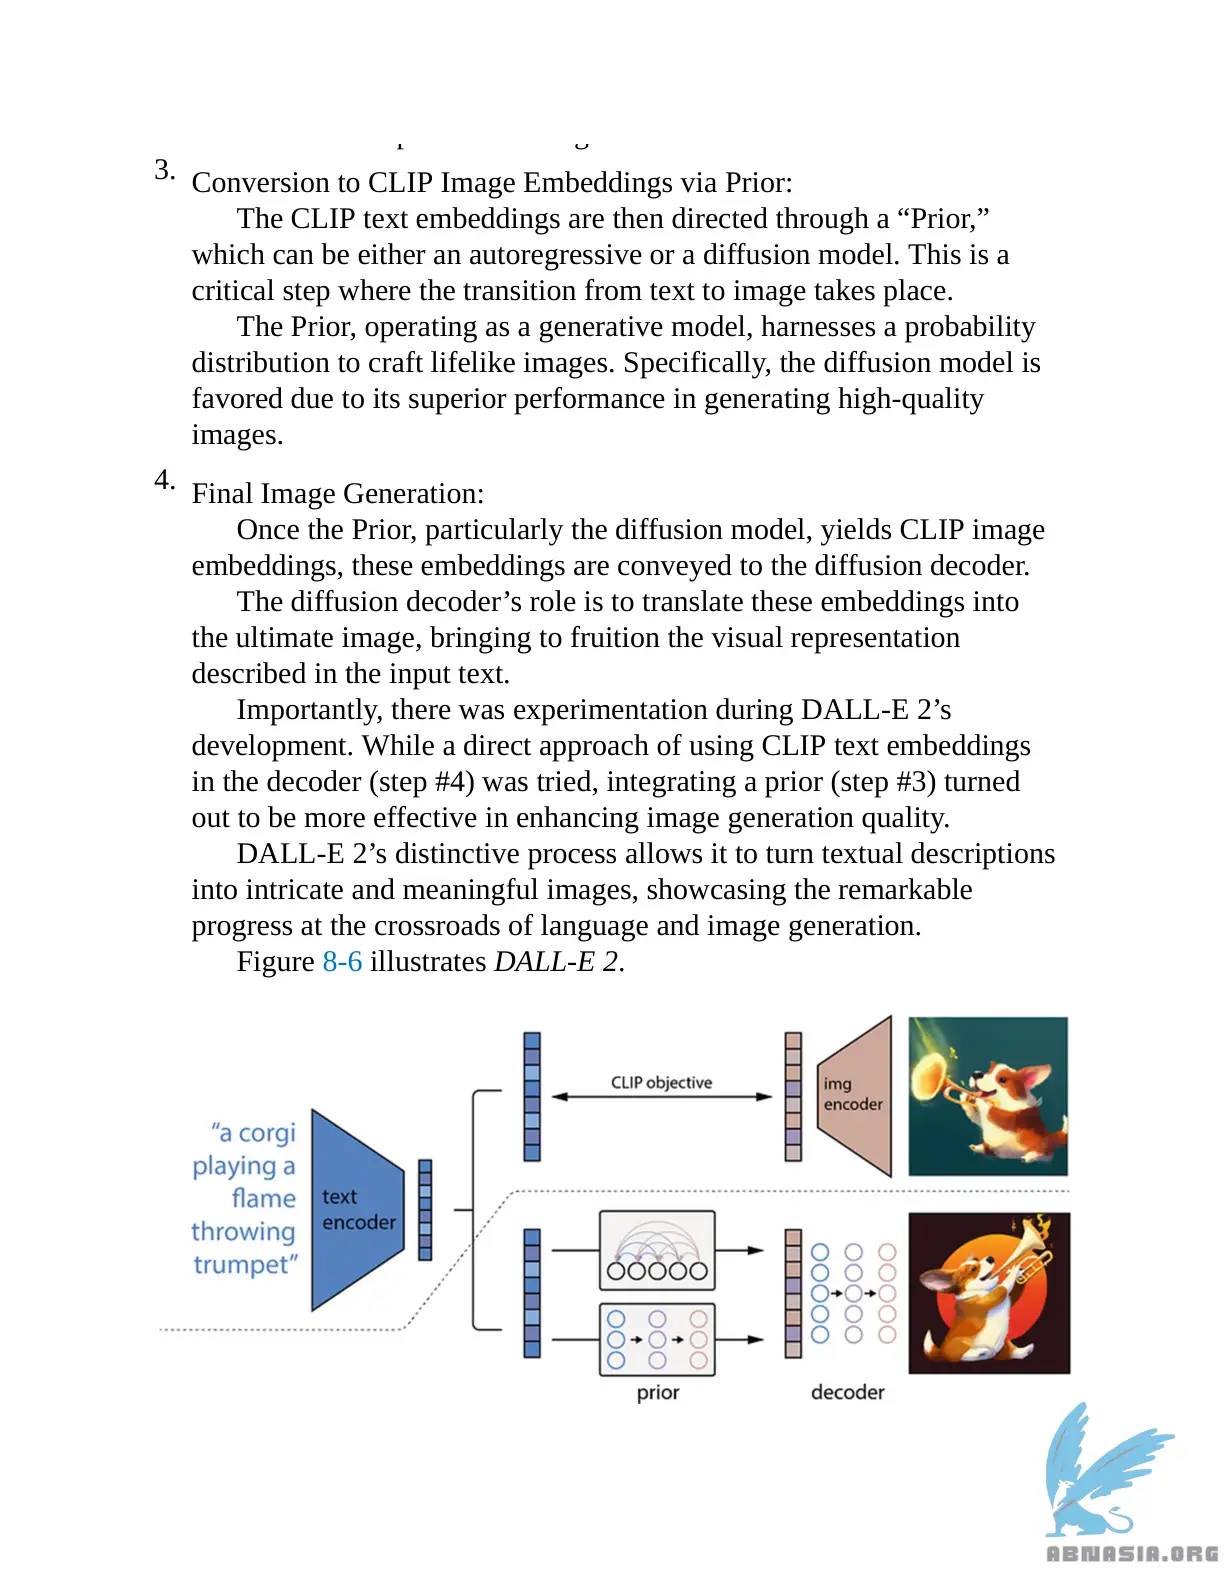 3. Conversion to CLIP Image Embeddings via Prior:
The CLIP text embeddings are then directed through a “Prior,”
which can be either an autoregressive or a diffusion model. This is a
critical step where the transition from text to image takes place.
The Prior, operating as a generative model, harnesses a probability
distribution to craft lifelike images. Specifically, the diffusion model is
favored due to its superior performance in generating high-quality
images.
4. Final Image Generation:
Once the Prior, particularly the diffusion model, yields CLIP image
embeddings, these embeddings are conveyed to the diffusion decoder.
The diffusion decoder’s role is to translate these embeddings into
the ultimate image, bringing to fruition the visual representation
described in the input text.
Importantly, there was experimentation during DALL-E 2’s
development. While a direct approach of using CLIP text embeddings
in the decoder (step #4) was tried, integrating a prior (step #3) turned
out to be more effective in enhancing image generation quality.
DALL-E 2’s distinctive process allows it to turn textual descriptions
into intricate and meaningful images, showcasing the remarkable
progress at the crossroads of language and image generation.
Figure 8-6 illustrates DALL-E 2.
“a corgi
playing a
flame
throwing
trumpet”
text
encoder
CLIP objective
img
encoder
prior
decoder
ABNASIA.ORG